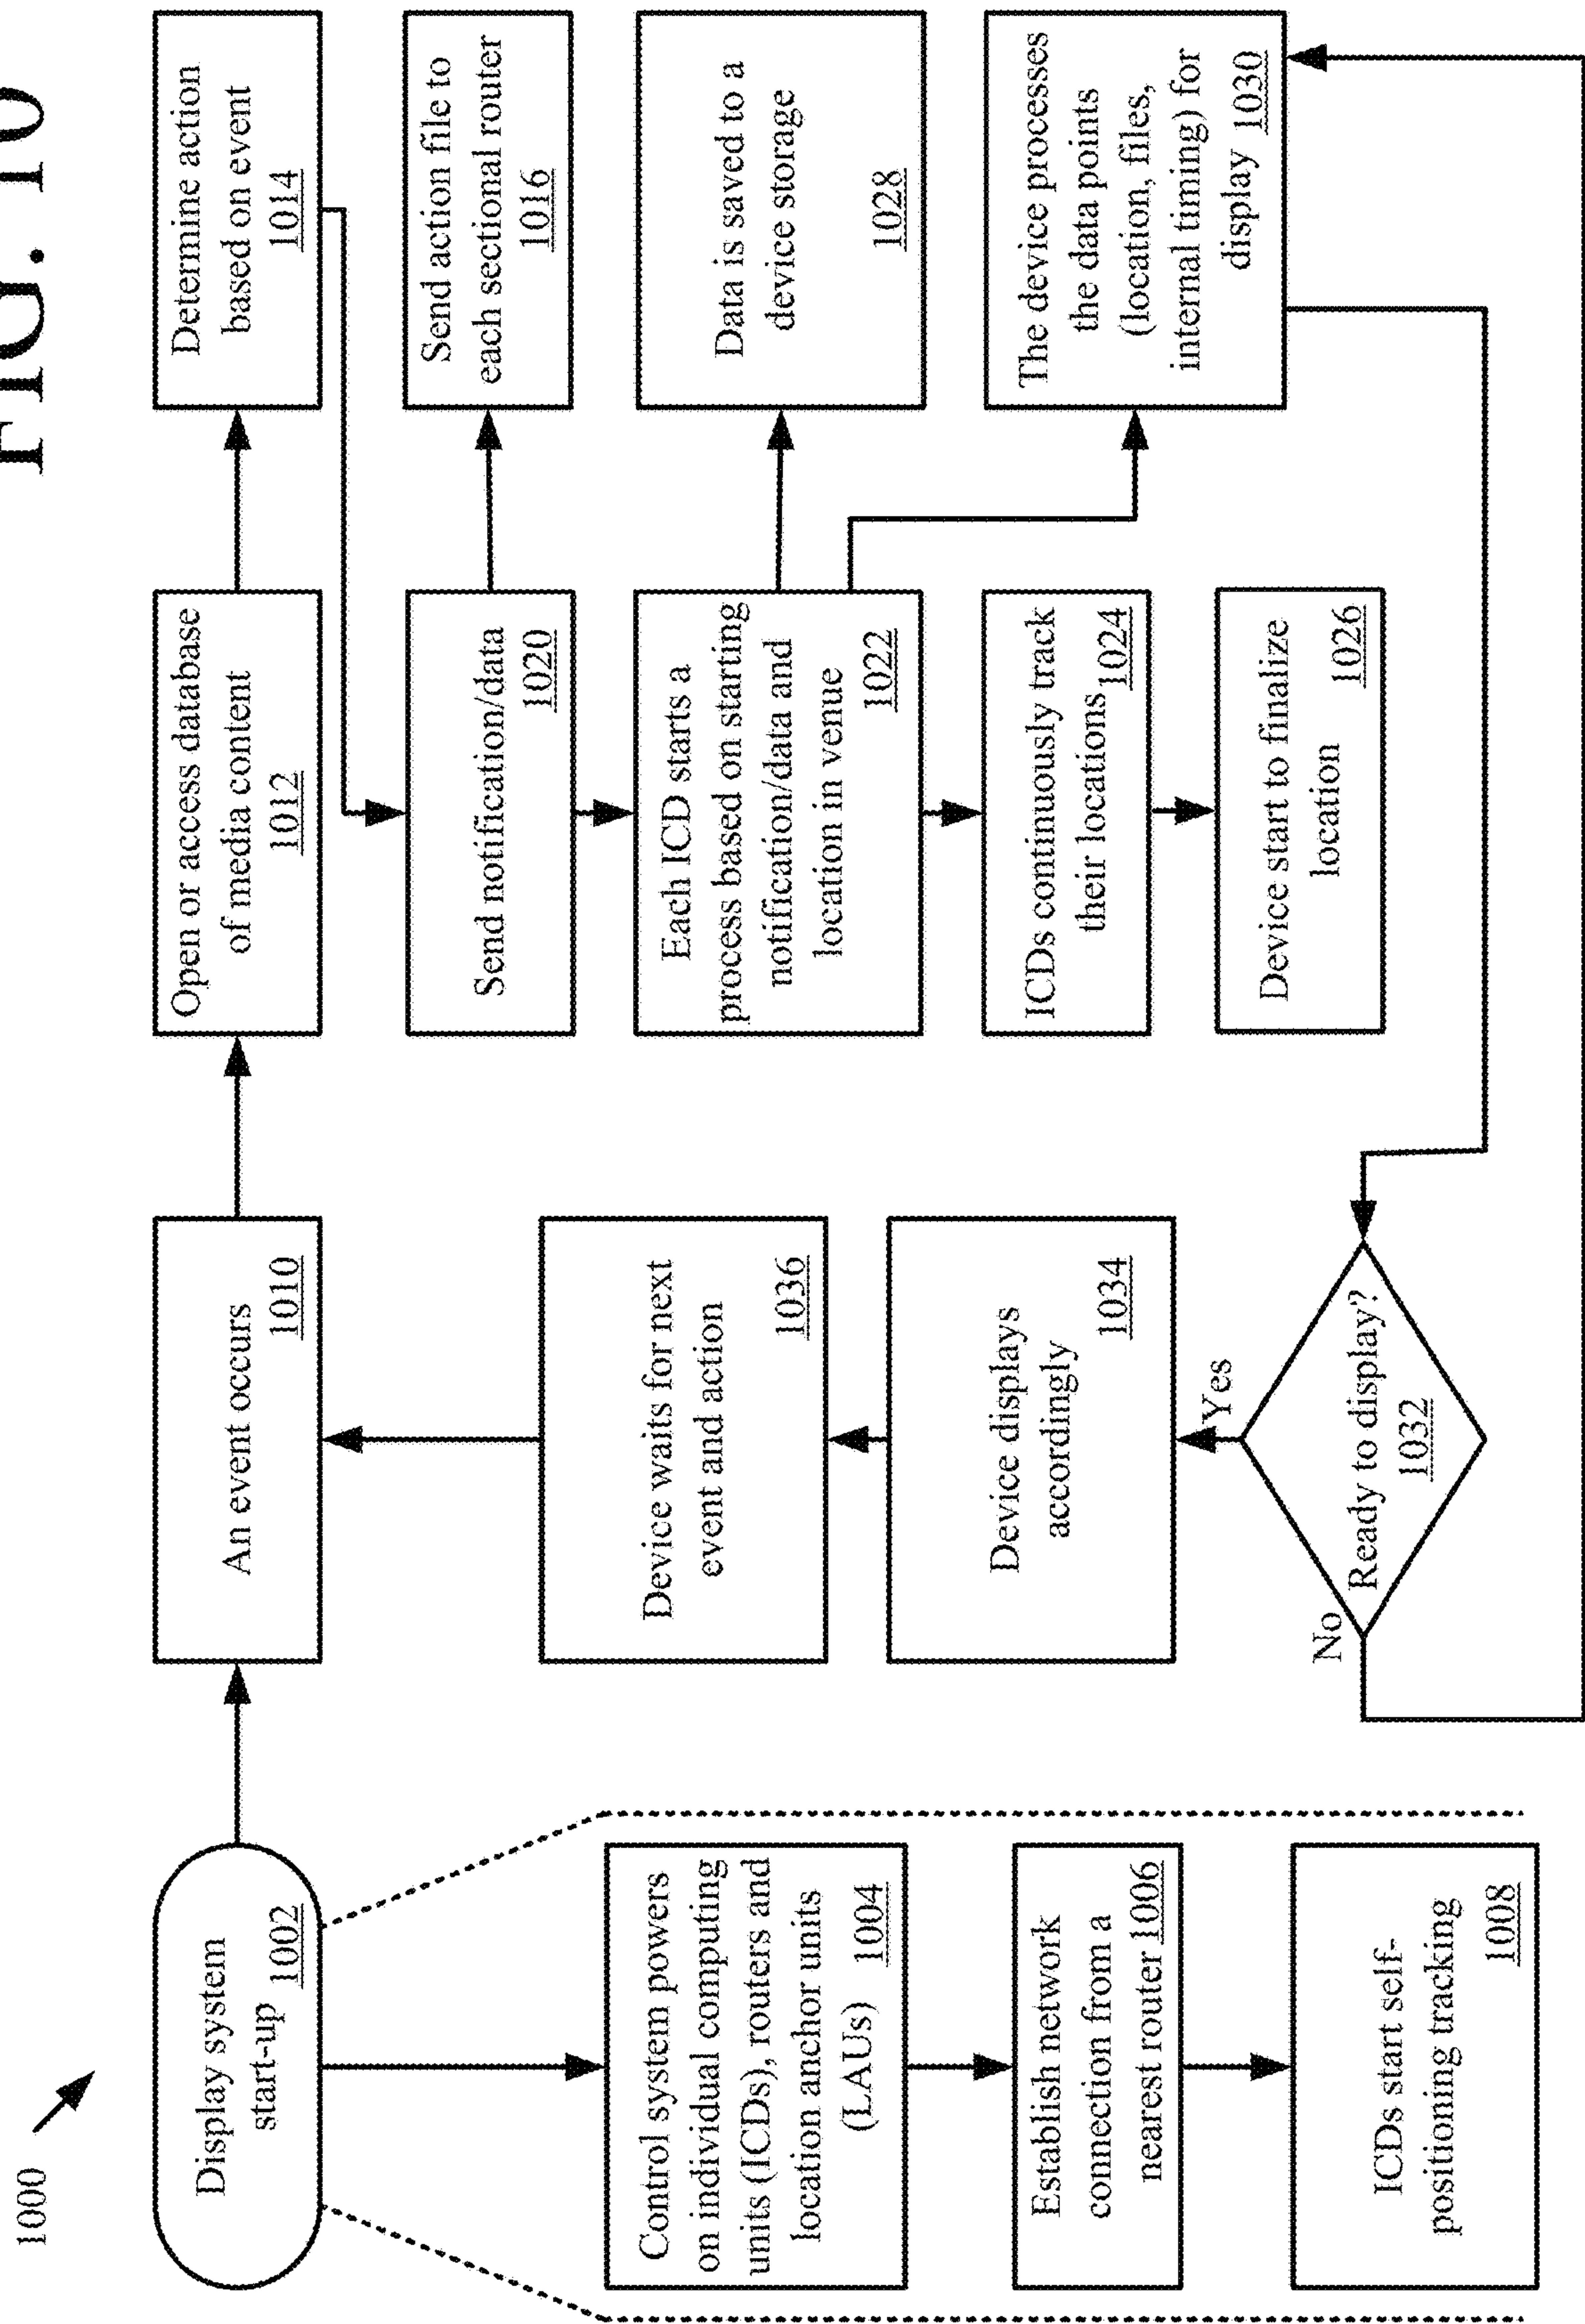 FIG. 10
1000
Display system
start-up 1002
Control system powers
on individual computing
units (ICDs), routers and
location anchor units
(LAUs) 1004
Establish network
connection from a
nearest router 1006
ICDs start self-
positioning tracking
1008
An event occurs
1010
Device waits for next
event and action
1036
Device displays
accordingly
1034
Yes
Ready to display?
1032
No
Open or access database
of media content
1012
Send notification/data
1020
Each ICD starts a
process based on starting
notification/data and
location in venue
1022
ICDs continuously track
their locations 1024
Device start to finalize
location 1026
Determine action
based on event
1014
Send action file to
each sectional router
1016
Data is saved to a
device storage
1028
The device processes
the data points
(location, files,
internal timing) for
display 1030